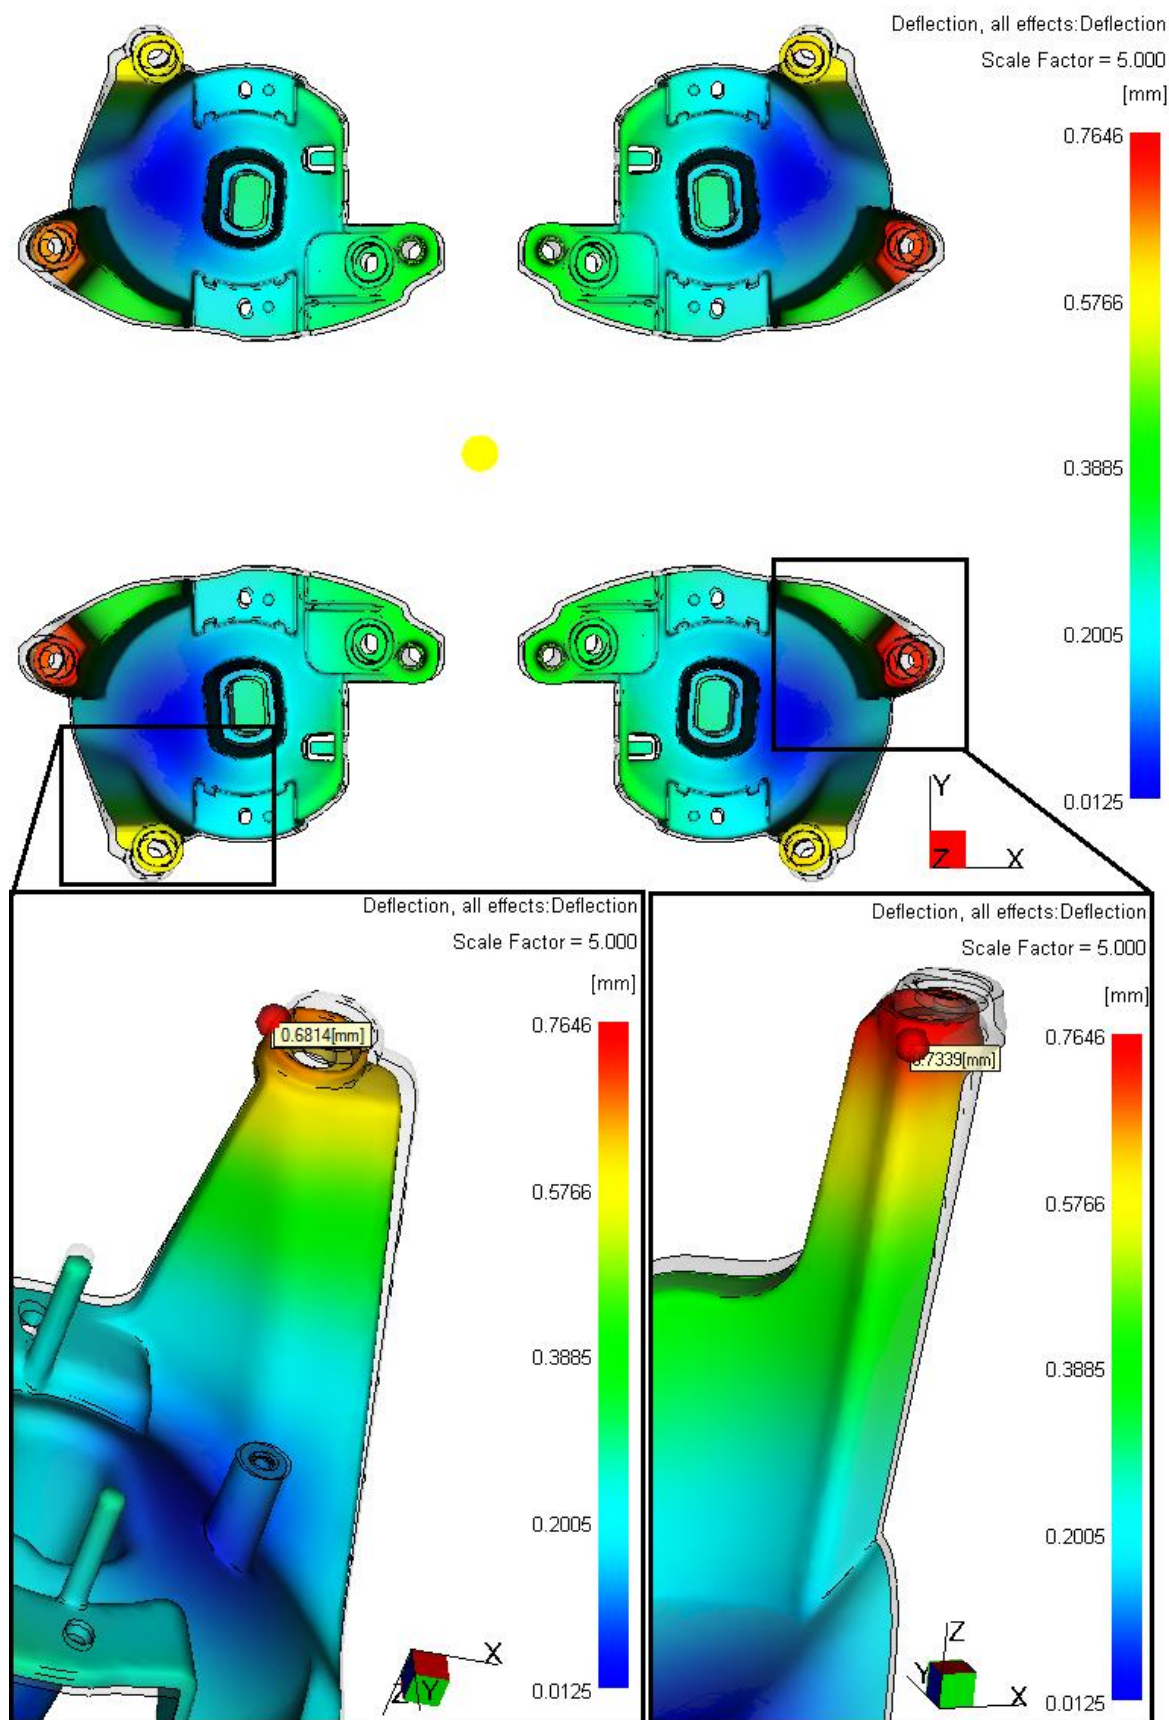 Deflection, all effects:Deflection
Scale Factor = 5.000
[mm]
0.7646
0.5766
0.3885
0.2005
0.0125
Y
Z X
Deflection, all effects:Deflection
Scale Factor = 5.000
[mm]
0.7646
0.6814[mm]
0.5766
0.3885
0.2005
0.0125
X
Z Y
Deflection, all effects:Deflection
Scale Factor = 5.000
[mm]
0.7646
0.7339[mm]
0.5766
0.3885
0.2005
0.0125
Z
Y
X